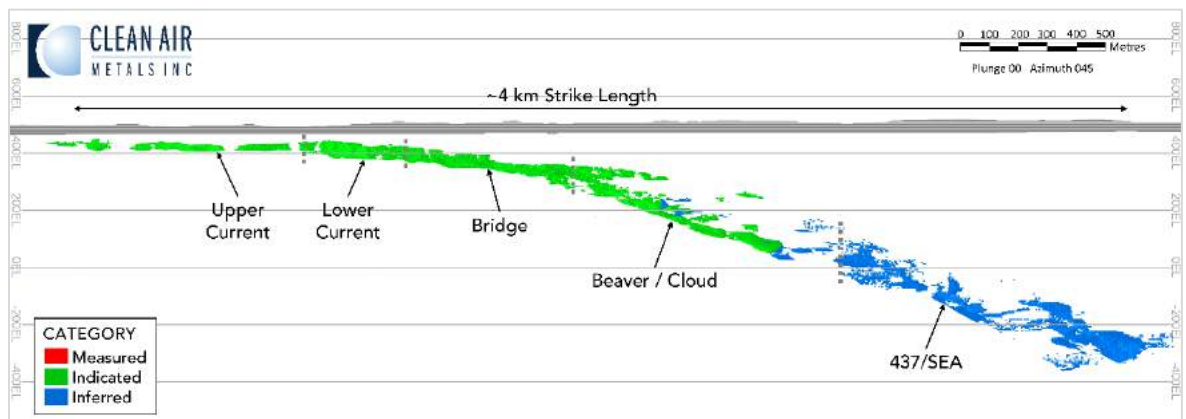 CLEAN AIR
METALS INC
0 100 200 300 400 500
Metres
Plunge 00 Azimuth 045
~4 km Strike Length
800EL
800EL
600EL
600EL
400EL
400EL
200EL
200EL
0EL
0EL
-200EL
-200EL
-400EL
-400EL
Upper
Current
Lower
Current
Bridge
Beaver / Cloud
437/SEA
CATEGORY
Measured
Indicated
Inferred